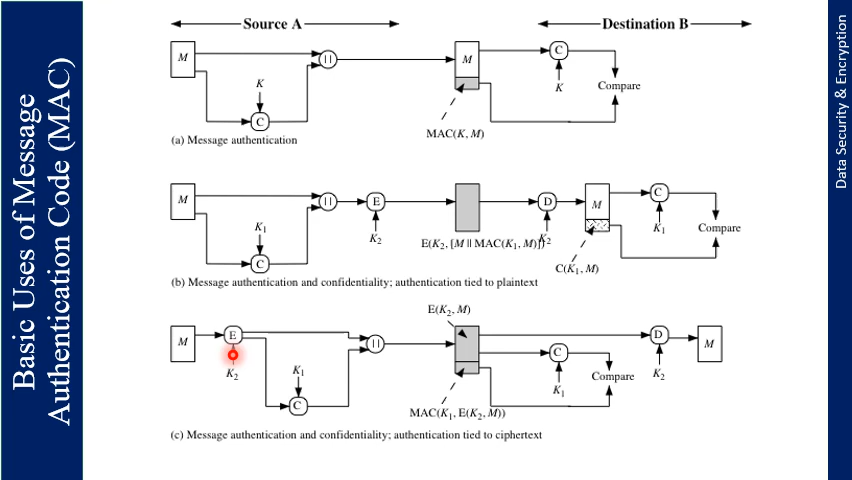 Basic Uses of Message
Authentication Code (MAC)
Source A
Destination B
M
||
K
C
M
MAC(K, M)
C
K
Compare
(a) Message authentication
M
K1
C
||
E
K2
E(K2, [M || MAC(K1, M)])
D
K2
M
C(K1, M)
C
K1
Compare
(b) Message authentication and confidentiality; authentication tied to plaintext
M
E
K2
K1
C
||
E(K2, M)
MAC(K1, E(K2, M))
C
K1
Compare
D
K2
M
(c) Message authentication and confidentiality; authentication tied to ciphertext
Data Security & Encryption